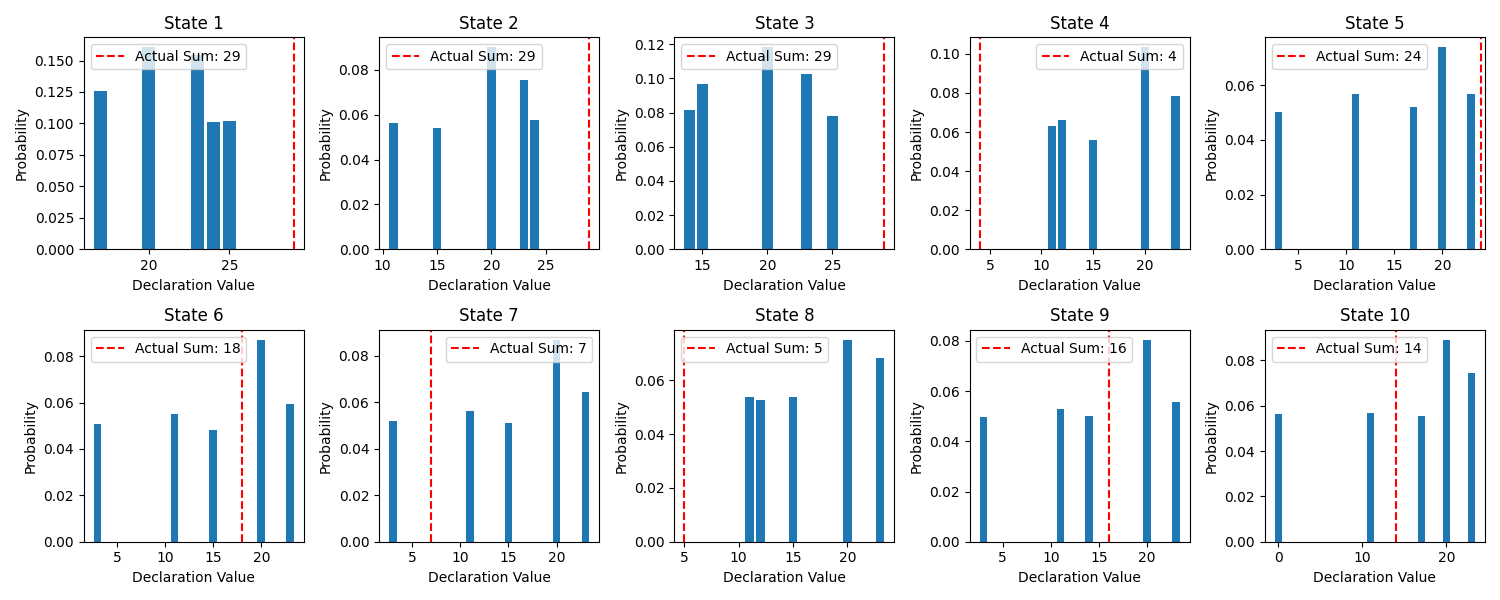 State 1
Actual Sum: 29
0.150
0.125
0.100
0.075
0.050
0.025
0.000
Probability
20 25
Declaration Value
State 2
Actual Sum: 29
0.08
0.06
0.04
0.02
0.00
Probability
10 15 20 25
Declaration Value
State 3
Actual Sum: 29
0.12
0.10
0.08
0.06
0.04
0.02
0.00
Probability
15 20 25
Declaration Value
State 4
Actual Sum: 4
0.10
0.08
0.06
0.04
0.02
0.00
Probability
5 10 15 20
Declaration Value
State 5
Actual Sum: 24
0.06
0.04
0.02
0.00
Probability
5 10 15 20
Declaration Value
State 6
Actual Sum: 18
0.08
0.06
0.04
0.02
0.00
Probability
5 10 15 20
Declaration Value
State 7
Actual Sum: 7
0.08
0.06
0.04
0.02
0.00
Probability
5 10 15 20
Declaration Value
State 8
Actual Sum: 5
0.06
0.04
0.02
0.00
Probability
5 10 15 20
Declaration Value
State 9
Actual Sum: 16
0.08
0.06
0.04
0.02
0.00
Probability
5 10 15 20
Declaration Value
State 10
Actual Sum: 14
0.08
0.06
0.04
0.02
0.00
Probability
0 10 20
Declaration Value